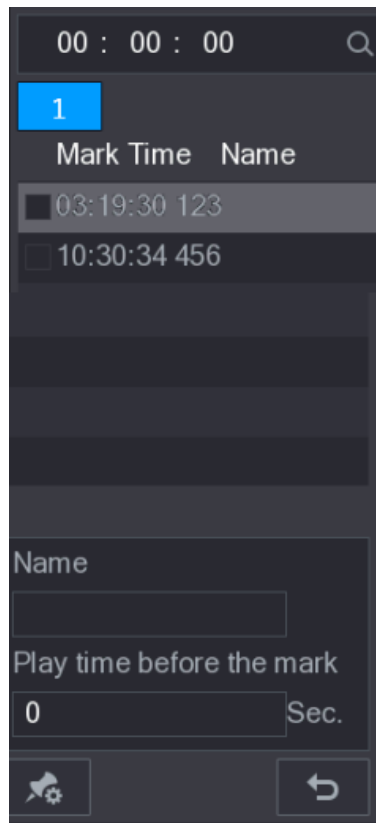 00 : 00 : 00
1
Mark Time Name
03:19:30 123
10:30:34 456
Name
Play time before the mark
0 Sec.